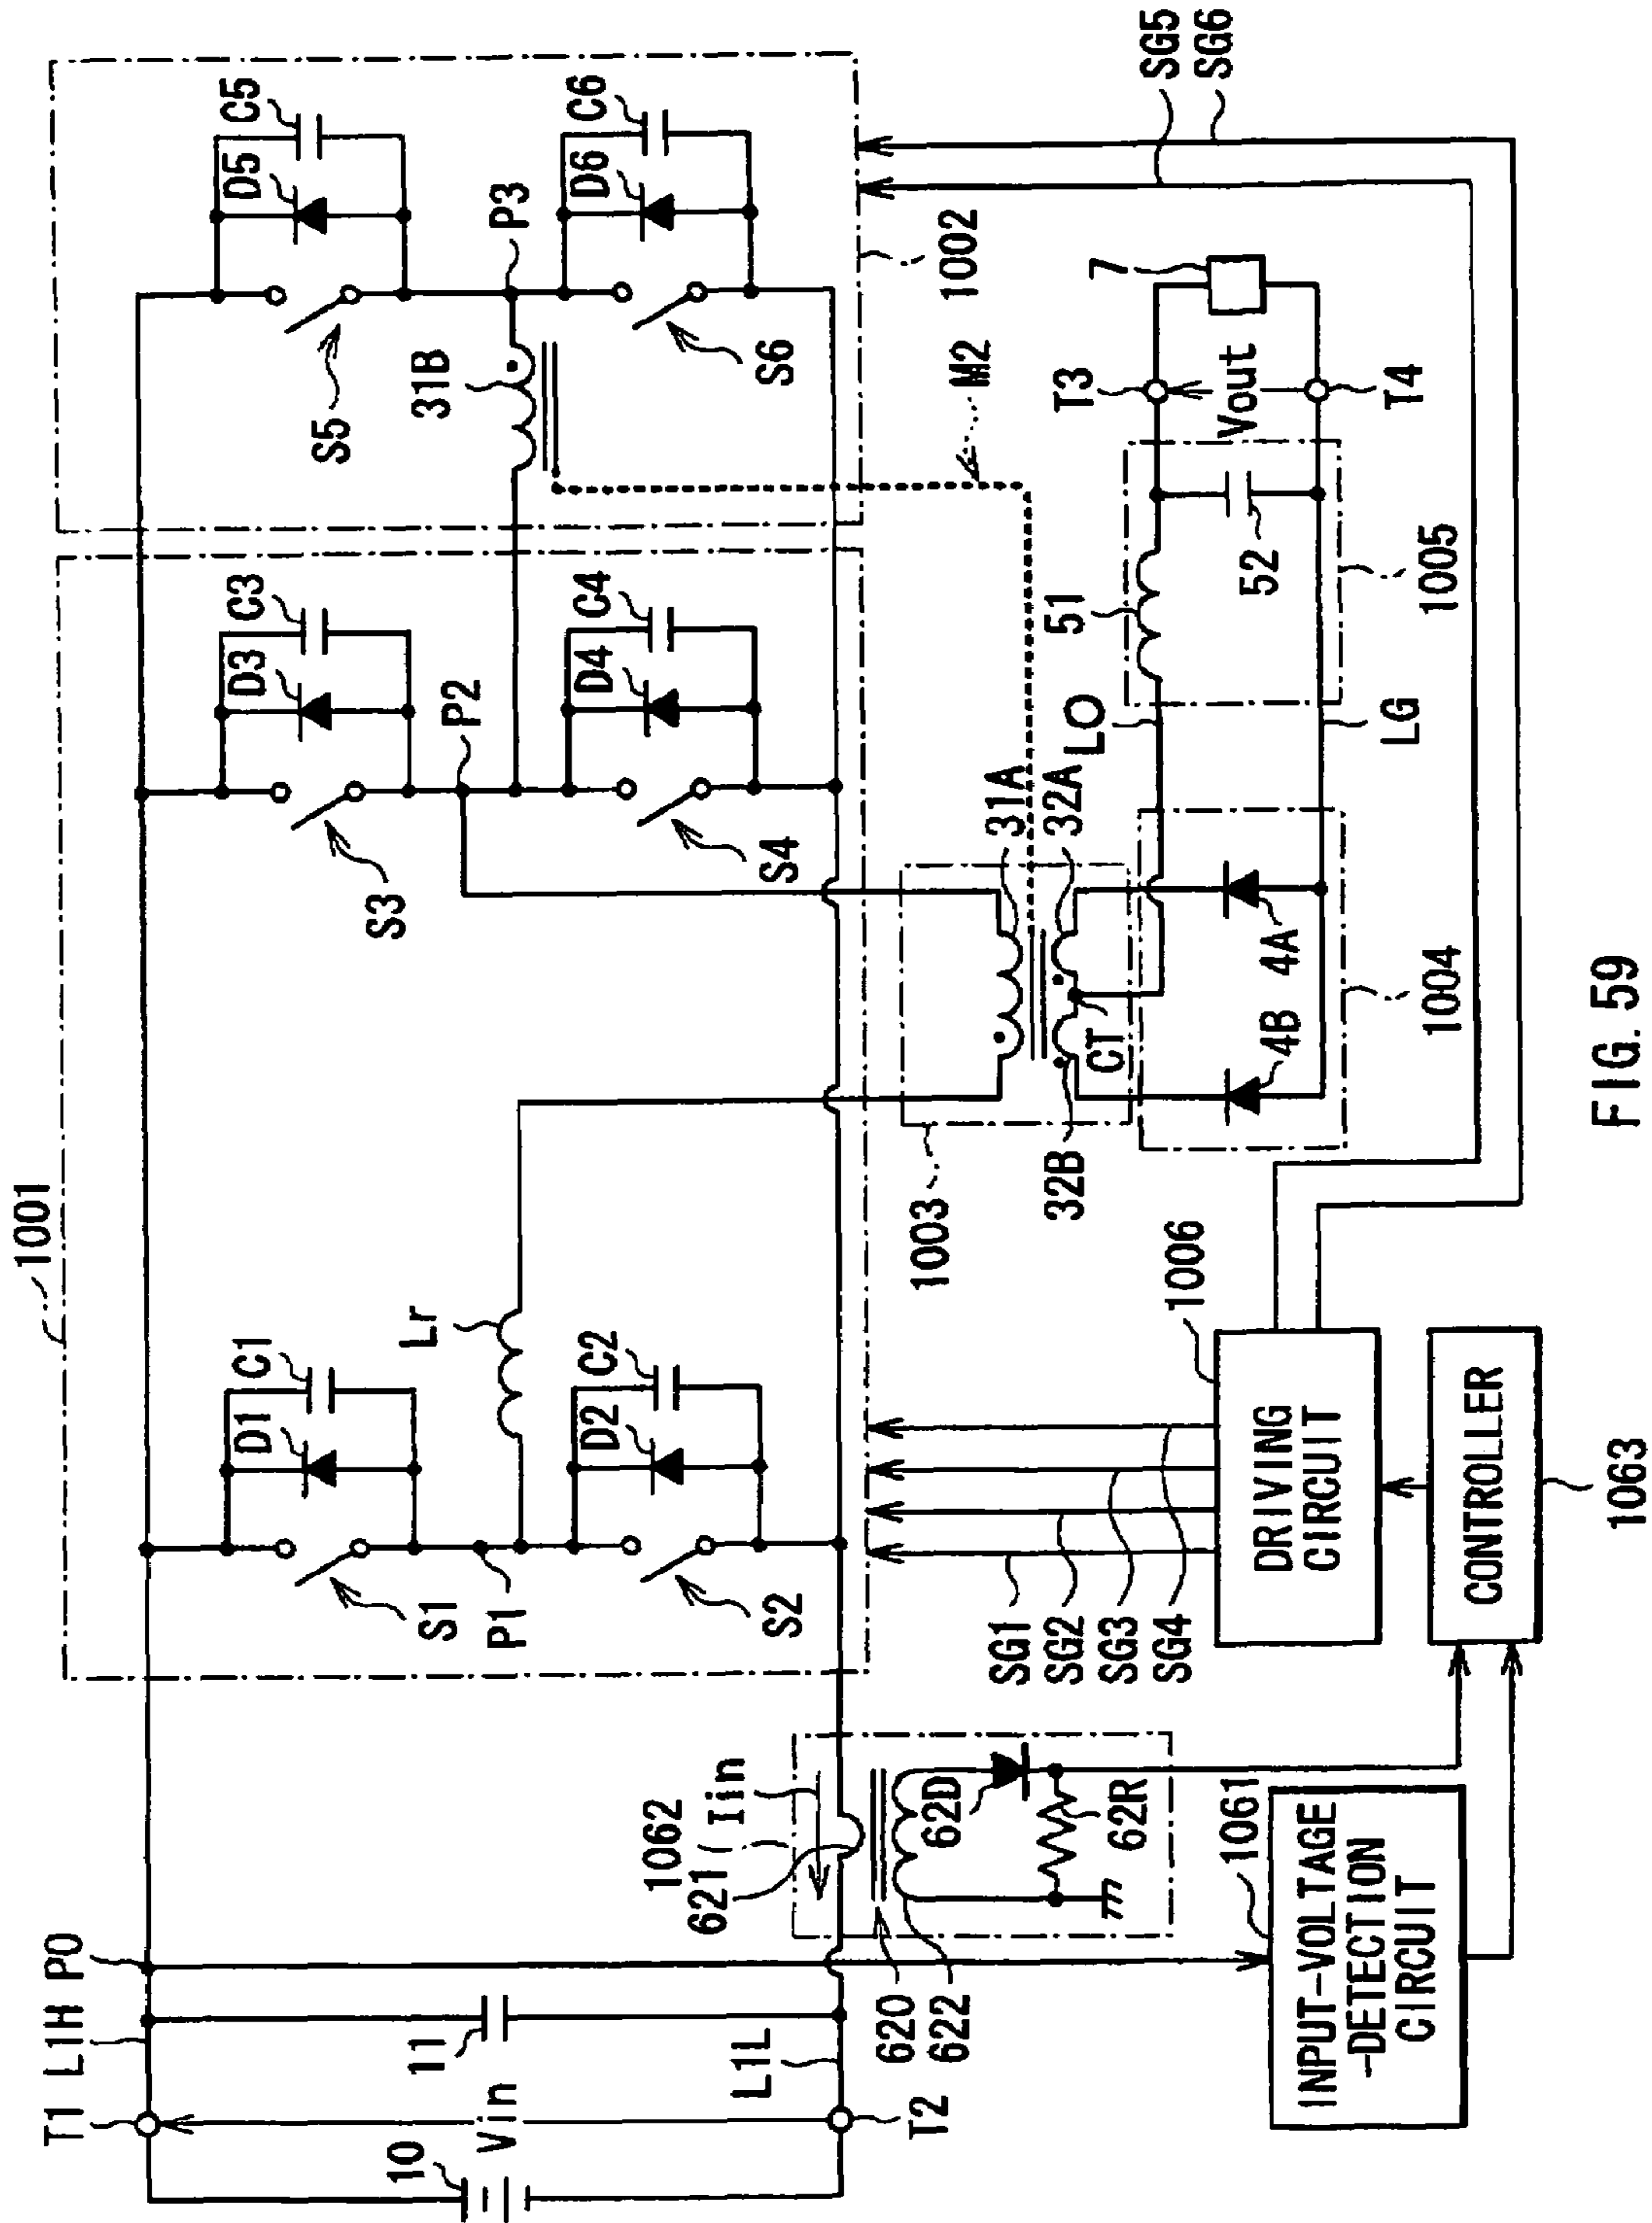 1001
T1
L1H
P0
10
Vin
11
L1L
T2
S1
D1
C1
P1
Lr
S2
D2
C2
S3
D3
C3
P2
S4
D4
C4
S5
D5
C5
P3
31B
S6
D6
C6
1002
M2
1062
621
Iin
620
622
62D
62R
1061
INPUT-VOLTAGE
-DETECTION
CIRCUIT
SG1
SG2
SG3
SG4
1006
DRIVING
CIRCUIT
CONTROLLER
1063
1003
31A
32A
32B
CT
LO
51
52
1005
T3
Vout
T4
7
4B
4A
1004
LG
SG5
SG6
FIG. 59